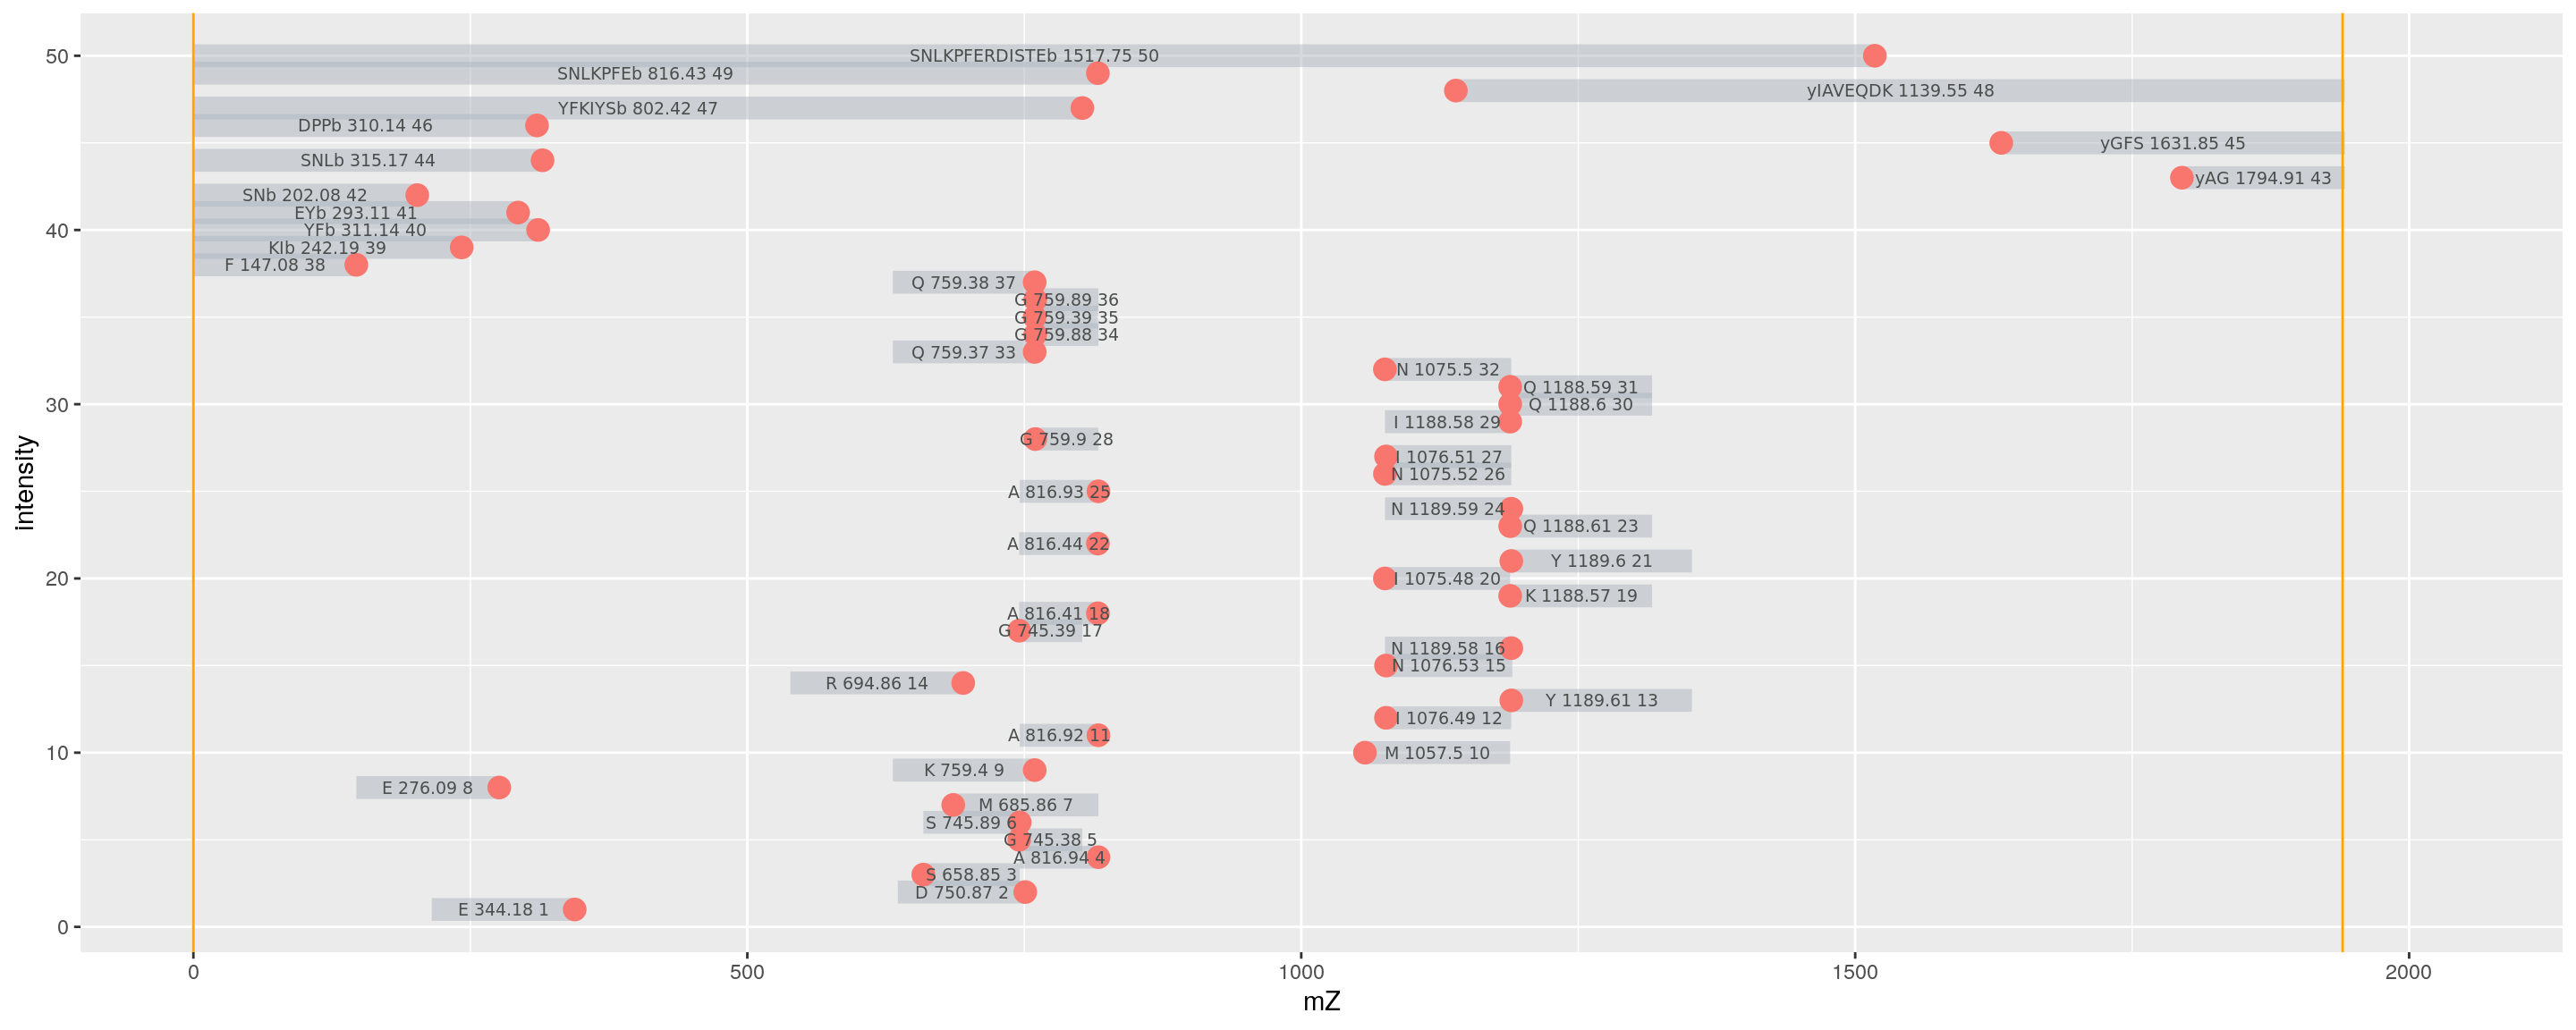 50
SNLKPFERDISTEb 1517.75 50
SNLKPFEb 816.43 49
yIAVEQDK 1139.55 48
YFKIYSb 802.42 47
DPPb 310.14 46
yGFS 1631.85 45
SNLb 315.17 44
yAG 1794.91 43
SNb 202.08 42
EYb 293.11 41
40
YFb 311.14 40
KIb 242.19 39
F 147.08 38
Q 759.38 37
G 759.89 36
G 759.39 35
G 759.88 34
Q 759.37 33
N 1075.5 32
Q 1188.59 31
30
Q 1188.6 30
I 1188.58 29
G 759.9 28
I 1076.51 27
N 1075.52 26
A 816.93 25
N 1189.59 24
Q 1188.61 23
A 816.44 22
Y 1189.6 21
20
I 1075.48 20
K 1188.57 19
A 816.41 18
G 745.39 17
N 1189.58 16
N 1076.53 15
R 694.86 14
Y 1189.61 13
I 1076.49 12
A 816.92 11
10
M 1057.5 10
K 759.4 9
E 276.09 8
M 685.86 7
S 745.89 6
G 745.38 5
A 816.94 4
S 658.85 3
D 750.87 2
E 344.18 1
0
intensity
0 500 1000 1500 2000
mZ